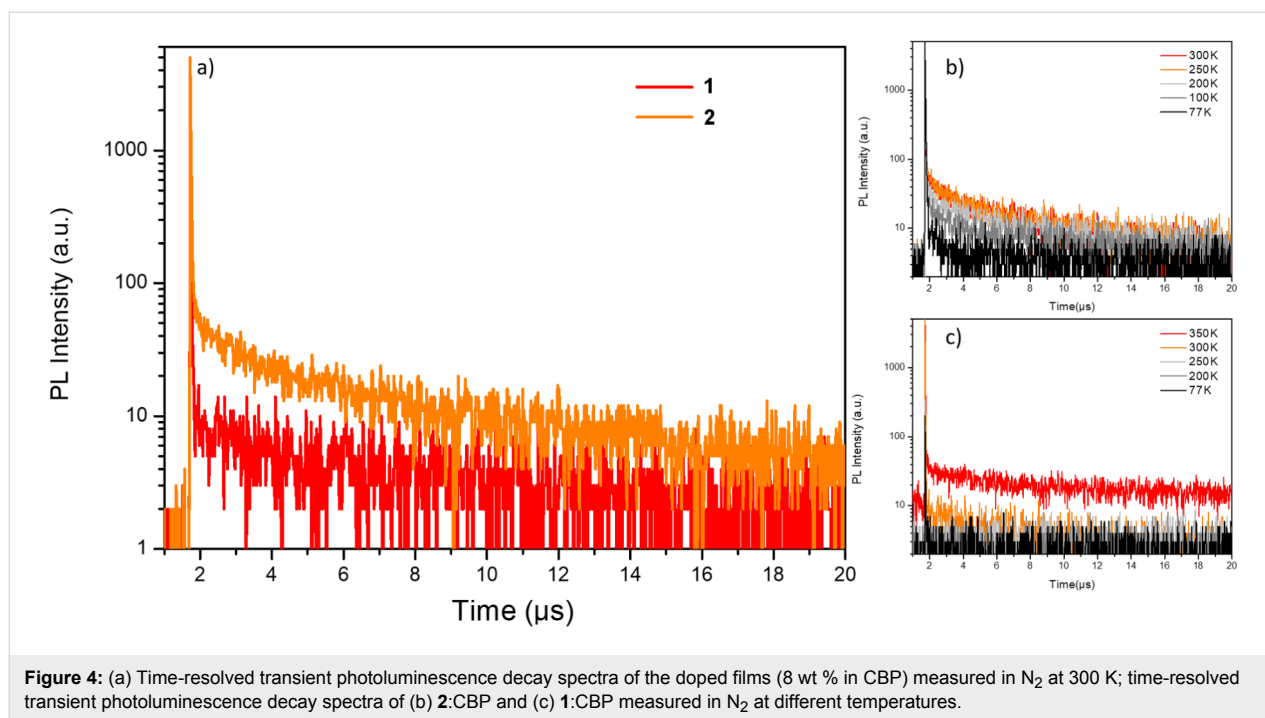 a)
1
2
1000
100
10
1
PL Intensity (a.u.)
2 4 6 8 10 12 14 16 18 20
Time (µs)
b)
300K
250K
200K
100K
77K
1000
100
10
PL Intensity (a.u.)
2 4 6 8 10 12 14 16 18 20
Time(µs)
c)
350K
300K
250K
200K
77K
1000
100
10
PL Intensity (a.u.)
2 4 6 8 10 12 14 16 18 20
Time(µs)
Figure 4: (a) Time-resolved transient photoluminescence decay spectra of the doped films (8 wt % in CBP) measured in N2 at 300 K; time-resolved
transient photoluminescence decay spectra of (b) 2:CBP and (c) 1:CBP measured in N2 at different temperatures.